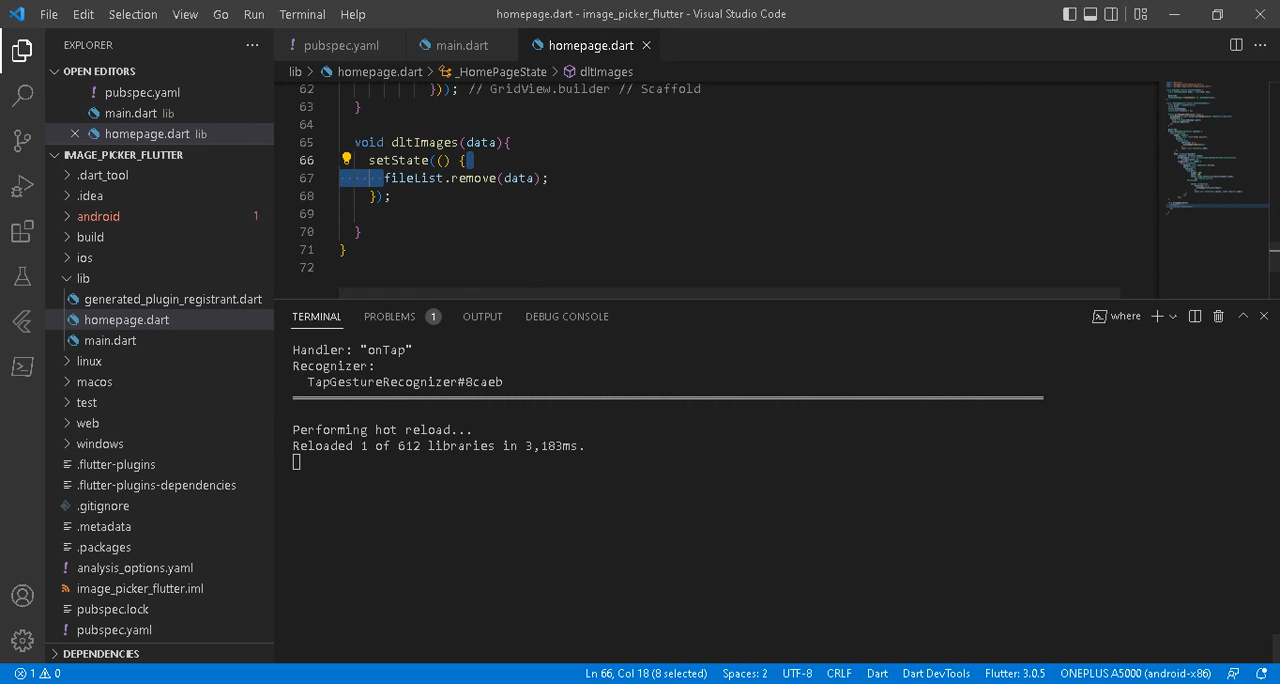 File Edit Selection View Go Run Terminal Help
homepage.dart - image_picker_flutter - Visual Studio Code
EXPLORER
OPEN EDITORS
! pubspec.yaml
main.dart lib
homepage.dart lib
IMAGE_PICKER_FLUTTER
.dart_tool
.idea
android 1
build
ios
lib
generated_plugin_registrant.dart
homepage.dart
main.dart
linux
macos
test
web
windows
.flutter-plugins
.flutter-plugins-dependencies
.gitignore
.metadata
.packages
! analysis_options.yaml
image_picker_flutter.iml
pubspec.lock
! pubspec.yaml
DEPENDENCIES
! pubspec.yaml main.dart homepage.dart
lib > homepage.dart > _HomePageState > dltImages
62 })); // GridView.builder // Scaffold
63 }
64
65 void dltImages(data){
66 setState(() {
67 ······fileList.remove(data);
68 });
69
70 }
71 }
72
TERMINAL PROBLEMS 1 OUTPUT DEBUG CONSOLE where
Handler: "onTap"
Recognizer:
TapGestureRecognizer#8caeb
Performing hot reload...
Reloaded 1 of 612 libraries in 3,183ms.
1 0 Ln 66, Col 18 (8 selected) Spaces: 2 UTF-8 CRLF Dart Dart DevTools Flutter: 3.0.5 ONEPLUS A5000 (android-x86)